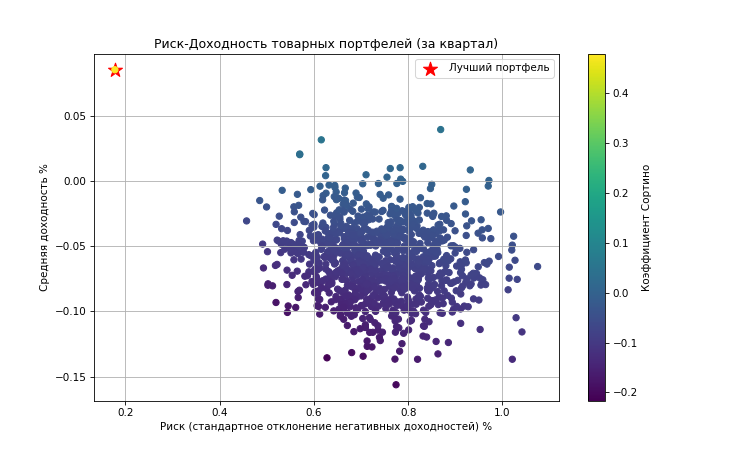 Риск-Доходность товарных портфелей (за квартал)
Лучший портфель
Средняя доходность %
0.05
0.00
−0.05
−0.10
−0.15
0.2 0.4 0.6 0.8 1.0
Риск (стандартное отклонение негативных доходностей) %
0.4
0.3
0.2
0.1
0.0
−0.1
−0.2
Коэффициент Сортино